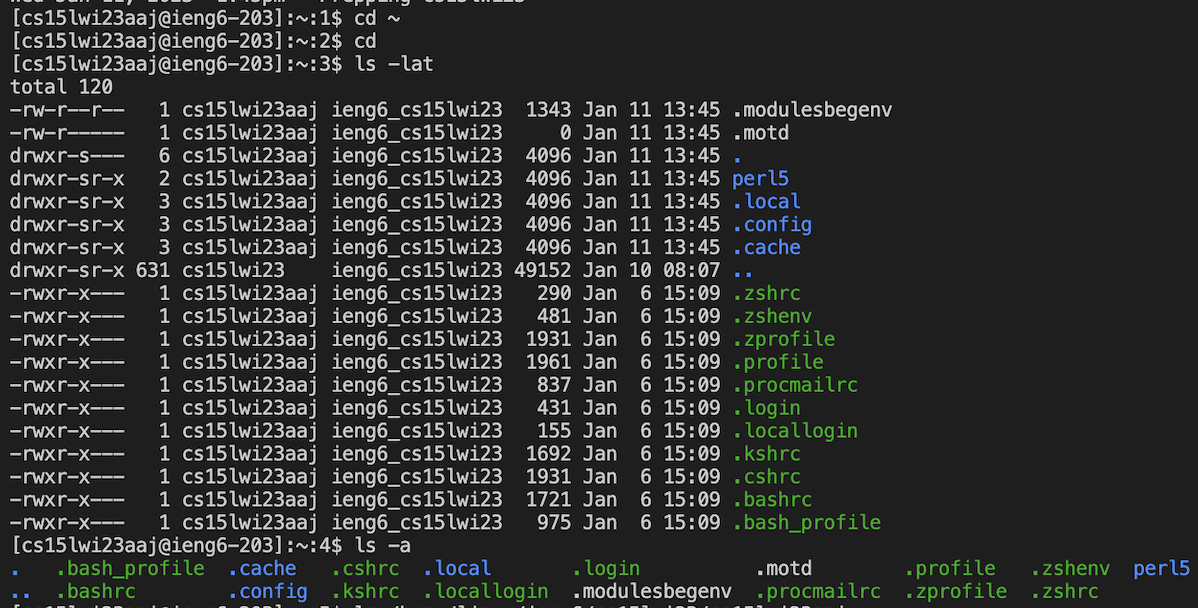 [cs15lwi23aaj@ieng6-203]:~:1$ cd ~
[cs15lwi23aaj@ieng6-203]:~:2$ cd
[cs15lwi23aaj@ieng6-203]:~:3$ ls -lat
total 120
-rw-r--r--   1 cs15lwi23aaj ieng6_cs15lwi23  1343 Jan 11 13:45 .modulesbegenv
-rw-r-----   1 cs15lwi23aaj ieng6_cs15lwi23     0 Jan 11 13:45 .motd
drwxr-s---   6 cs15lwi23aaj ieng6_cs15lwi23  4096 Jan 11 13:45 .
drwxr-sr-x   2 cs15lwi23aaj ieng6_cs15lwi23  4096 Jan 11 13:45 perl5
drwxr-sr-x   3 cs15lwi23aaj ieng6_cs15lwi23  4096 Jan 11 13:45 .local
drwxr-sr-x   3 cs15lwi23aaj ieng6_cs15lwi23  4096 Jan 11 13:45 .config
drwxr-sr-x   3 cs15lwi23aaj ieng6_cs15lwi23  4096 Jan 11 13:45 .cache
drwxr-sr-x 631 cs15lwi23    ieng6_cs15lwi23 49152 Jan 10 08:07 ..
-rwxr-x---   1 cs15lwi23aaj ieng6_cs15lwi23   290 Jan  6 15:09 .zshrc
-rwxr-x---   1 cs15lwi23aaj ieng6_cs15lwi23   481 Jan  6 15:09 .zshenv
-rwxr-x---   1 cs15lwi23aaj ieng6_cs15lwi23  1931 Jan  6 15:09 .zprofile
-rwxr-x---   1 cs15lwi23aaj ieng6_cs15lwi23  1961 Jan  6 15:09 .profile
-rwxr-x---   1 cs15lwi23aaj ieng6_cs15lwi23   837 Jan  6 15:09 .procmailrc
-rwxr-x---   1 cs15lwi23aaj ieng6_cs15lwi23   431 Jan  6 15:09 .login
-rwxr-x---   1 cs15lwi23aaj ieng6_cs15lwi23   155 Jan  6 15:09 .locallogin
-rwxr-x---   1 cs15lwi23aaj ieng6_cs15lwi23  1692 Jan  6 15:09 .kshrc
-rwxr-x---   1 cs15lwi23aaj ieng6_cs15lwi23  1931 Jan  6 15:09 .cshrc
-rwxr-x---   1 cs15lwi23aaj ieng6_cs15lwi23  1721 Jan  6 15:09 .bashrc
-rwxr-x---   1 cs15lwi23aaj ieng6_cs15lwi23   975 Jan  6 15:09 .bash_profile
[cs15lwi23aaj@ieng6-203]:~:4$ ls -a
.   .bash_profile  .cache   .cshrc  .local       .login          .motd        .profile   .zshenv  perl5
..  .bashrc        .config  .kshrc  .locallogin  .modulesbegenv  .procmailrc  .zprofile  .zshrc